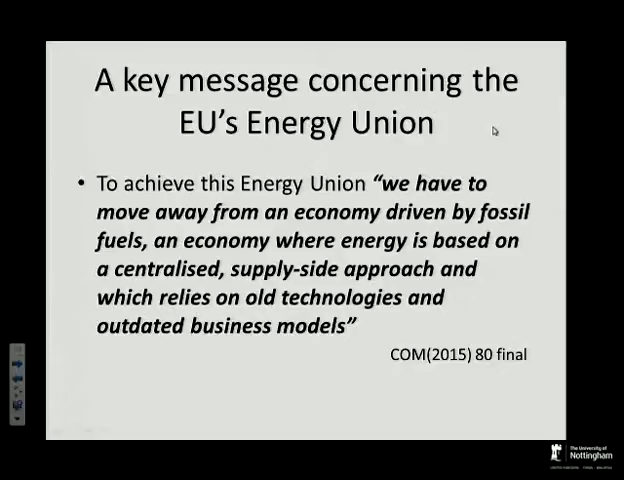 A key message concerning the
EU's Energy Union
• To achieve this Energy Union “we have to
move away from an economy driven by fossil
fuels, an economy where energy is based on
a centralised, supply-side approach and
which relies on old technologies and
outdated business models”
COM(2015) 80 final
The University of
Nottingham